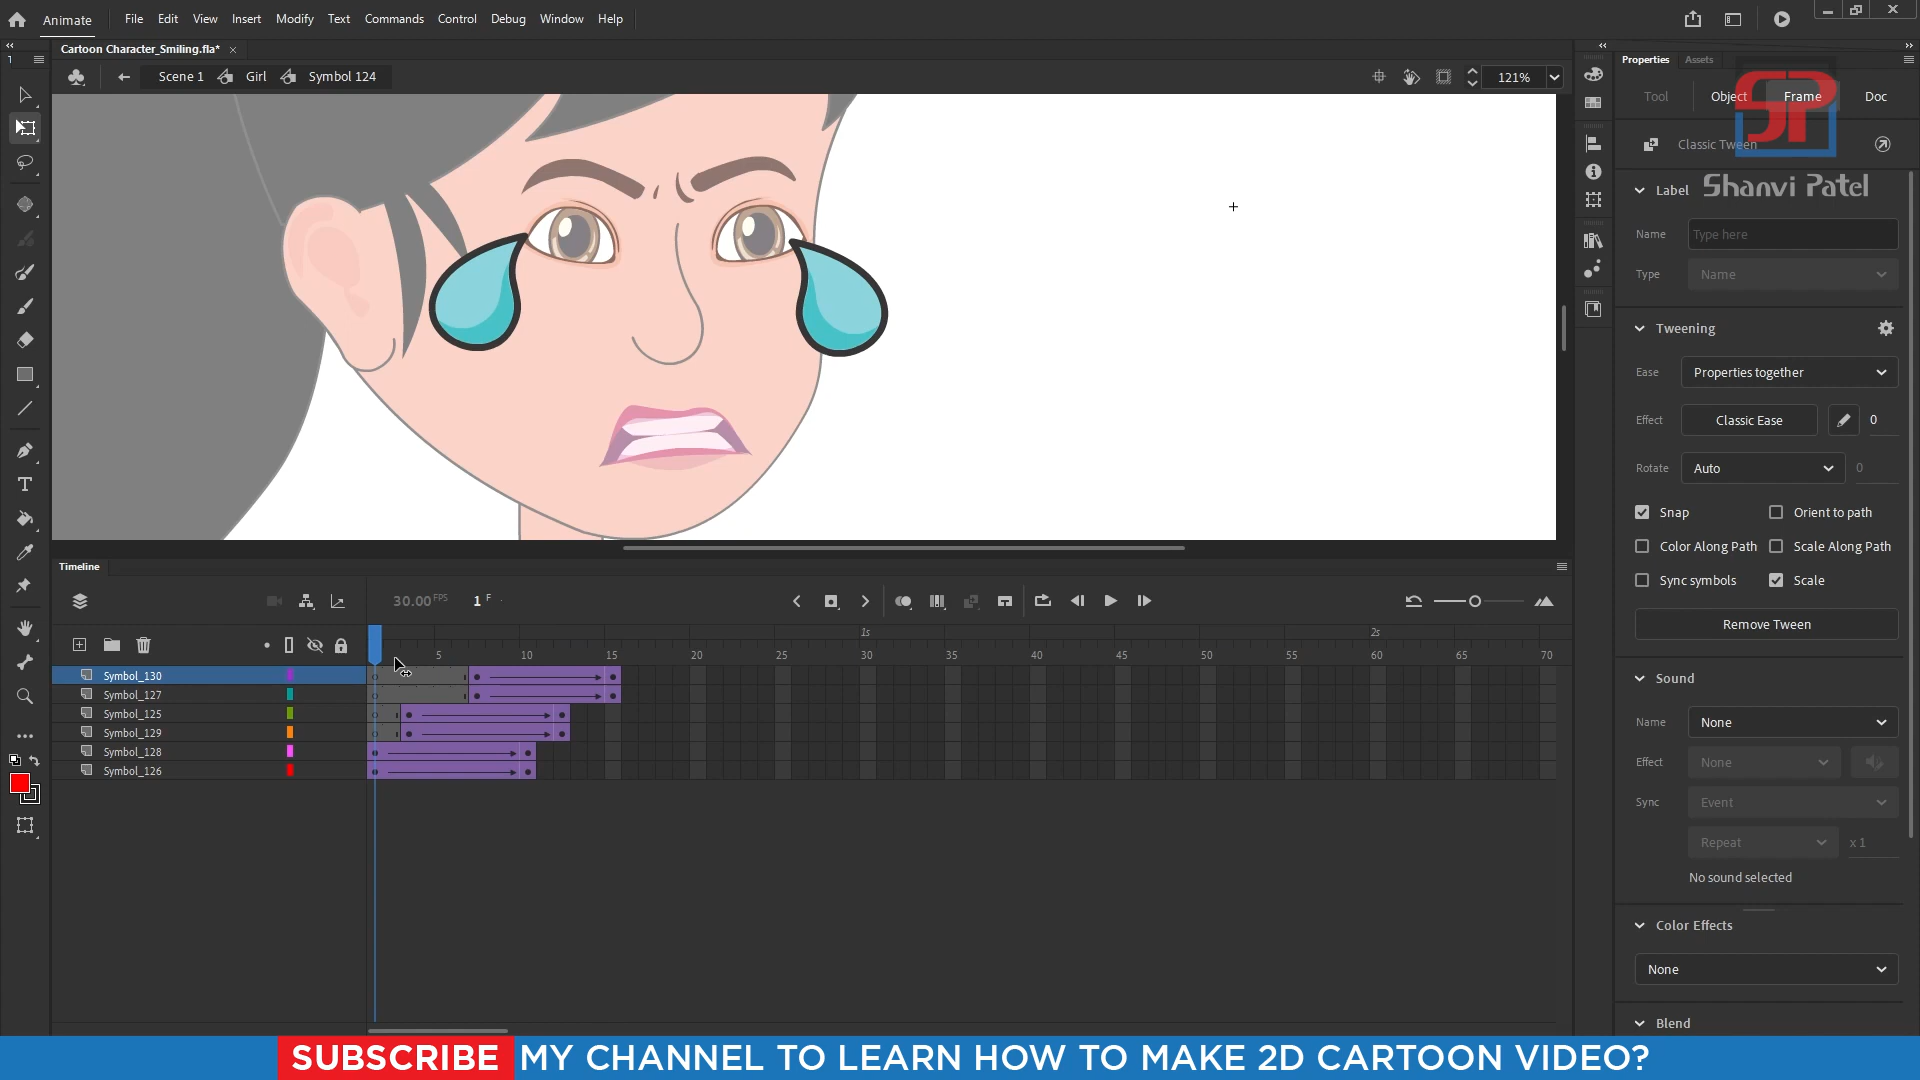 Animate File Edit View Insert Modify Text Commands Control Debug Window Help
Cartoon Character_Smiling.fla*
Scene 1 Girl Symbol 124 121%
Properties Assets
Tool Object Frame Doc
SP
Classic Tween
Label Shanvi Patel
Name Type here
Type Name
Tweening
Ease Properties together
Effect Classic Ease 0
Rotate Auto 0
Snap Orient to path
Color Along Path Scale Along Path
Sync symbols Scale
Remove Tween
Sound
Name None
Effect None
Sync Event
Repeat x 1
No sound selected
Color Effects
None
Blend
Timeline
30.00 FPS 1 F
1s 2s
5 10 15 20 25 30 35 40 45 50 55 60 65 70
Symbol_130
Symbol_127
Symbol_125
Symbol_129
Symbol_128
Symbol_126
SUBSCRIBE MY CHANNEL TO LEARN HOW TO MAKE 2D CARTOON VIDEO?